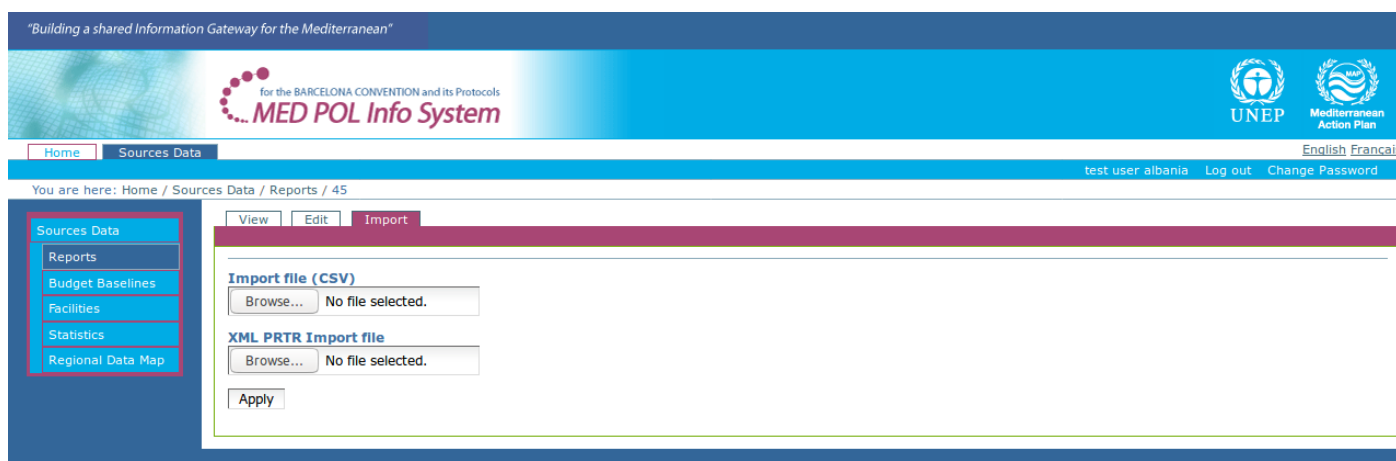 "Building a shared Information Gateway for the Mediterranean"
for the BARCELONA CONVENTION and its Protocols
MED POL Info System
UNEP
MAP
Mediterranean
Action Plan
Home Sources Data
English Françai
test user albania Log out Change Password
You are here: Home / Sources Data / Reports / 45
View Edit Import
Sources Data
Reports
Budget Baselines
Facilities
Statistics
Regional Data Map
Import file (CSV)
Browse... No file selected.
XML PRTR Import file
Browse... No file selected.
Apply